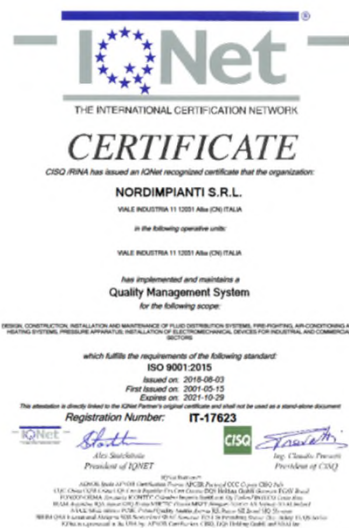 IQNet ®
THE INTERNATIONAL CERTIFICATION NETWORK
CERTIFICATE
CISQ /RINA has issued an IQNet recognized certificate that the organization:
NORDIMPIANTI S.R.L.
VIALE INDUSTRIA 11 12051 Alba (CN) ITALIA
in the following operative units:
VIALE INDUSTRIA 11 12051 Alba (CN) ITALIA
has implemented and maintains a
Quality Management System
for the following scope:
DESIGN, CONSTRUCTION, INSTALLATION AND MAINTENANCE OF FLUID DISTRIBUTION SYSTEMS, FIRE-FIGHTING, AIR-CONDITIONING A
HEATING SYSTEMS, PRESSURE APPARATUS; INSTALLATION OF ELECTROMECHANICAL DEVICES FOR INDUSTRIAL AND COMMERCIA
SECTORS
which fulfills the requirements of the following standard:
ISO 9001:2015
Issued on: 2018-08-03
First Issued on: 2001-05-15
Expires on: 2021-10-29
This attestation is directly linked to the IQNet Partner's original certificate and shall not be used as a stand-alone document
Registration Number: IT-17623
IQNet
CISQ
Alex Stoichitoiu
President of IQNET
Ing. Claudio Provetti
President of CISQ